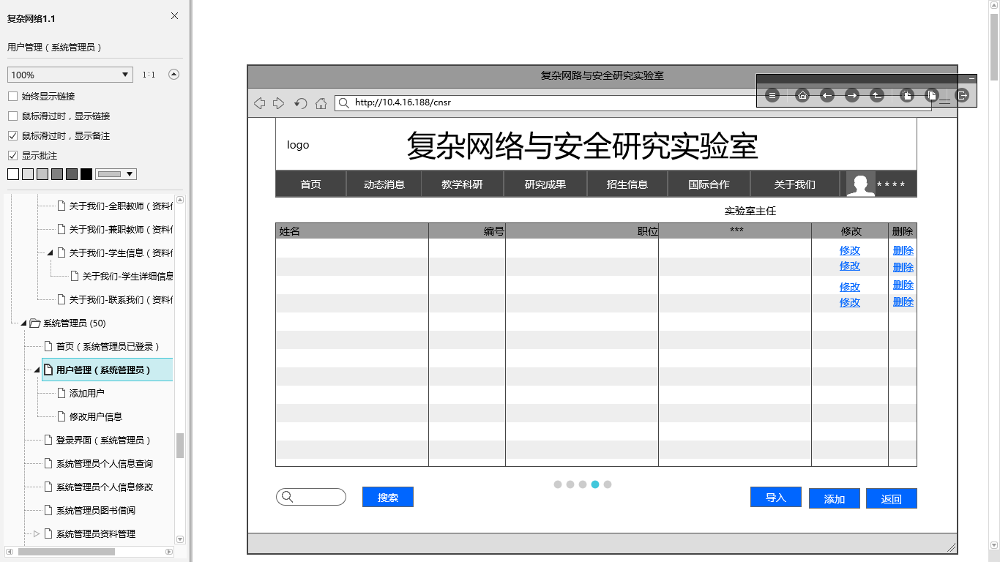 复杂网络1.1
用户管理（系统管理员）
100%
1:1
始终显示链接
鼠标滑过时，显示链接
鼠标滑过时，显示备注
显示批注
关于我们-全职教师（资料
关于我们-兼职教师（资料
关于我们-学生信息（资料
关于我们-学生详细信息
关于我们-联系我们（资料
系统管理员 (50)
首页（系统管理员已登录）
用户管理（系统管理员）
添加用户
修改用户信息
登录界面（系统管理员）
系统管理员个人信息查询
系统管理员个人信息修改
系统管理员图书借阅
系统管理员资料管理
复杂网路与安全研究实验室
http://10.4.16.188/cnsr
logo
复杂网络与安全研究实验室
首页 动态消息 教学科研 研究成果 招生信息 国际合作 关于我们 ****
实验室主任
姓名 编号 职位 *** 修改 删除
修改 删除
修改 删除
修改 删除
修改 删除
搜索 导入 添加 返回